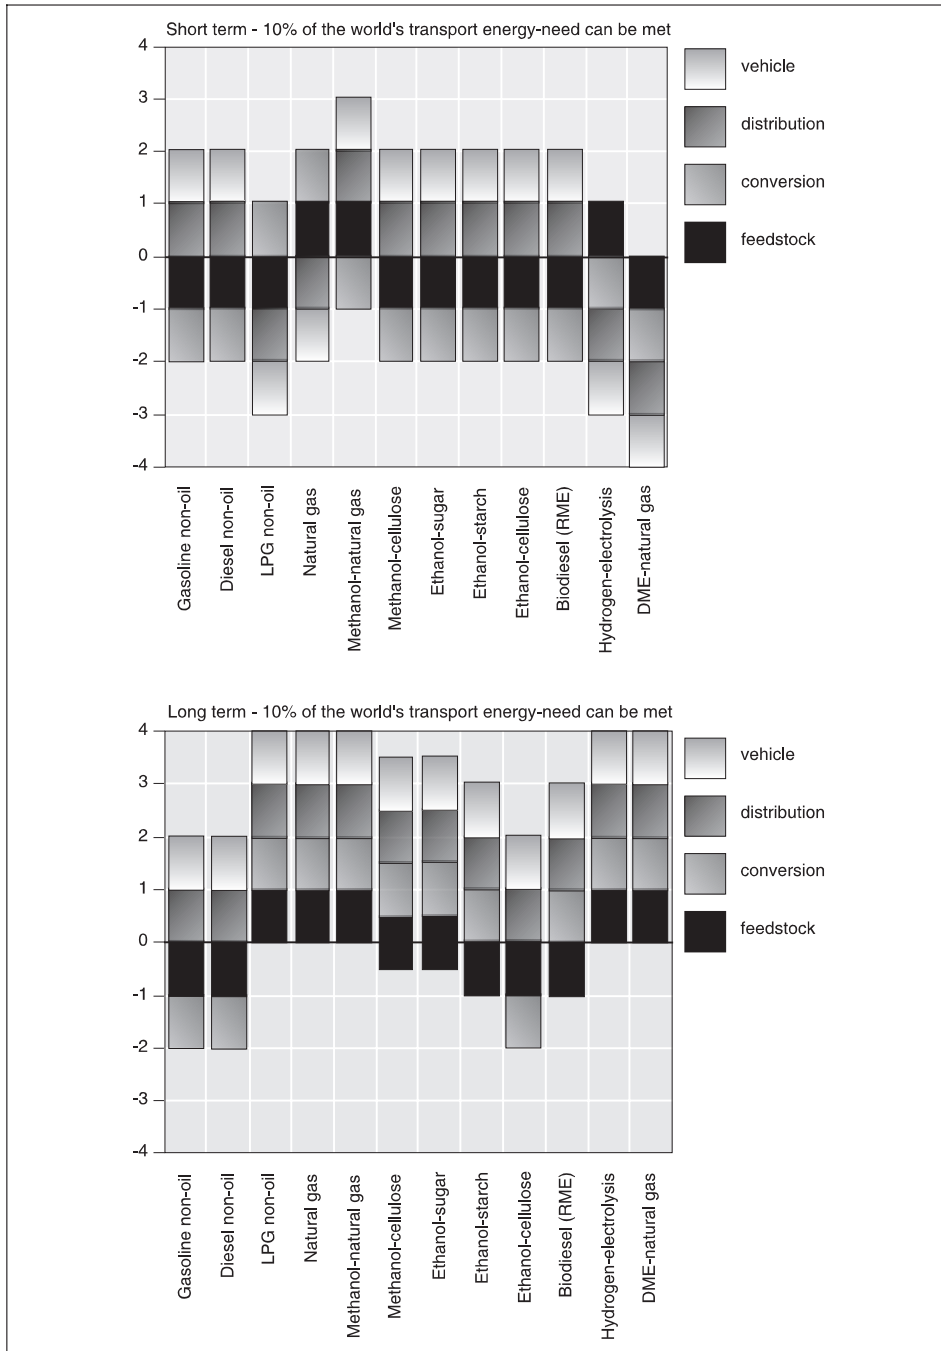 Short term - 10% of the world's transport energy-need can be met
4
3
2
1
0
-1
-2
-3
-4
vehicle
distribution
conversion
feedstock
Gasoline non-oil
Diesel non-oil
LPG non-oil
Natural gas
Methanol-natural gas
Methanol-cellulose
Ethanol-sugar
Ethanol-starch
Ethanol-cellulose
Biodiesel (RME)
Hydrogen-electrolysis
DME-natural gas
Long term - 10% of the world's transport energy-need can be met
4
3
2
1
0
-1
-2
-3
-4
vehicle
distribution
conversion
feedstock
Gasoline non-oil
Diesel non-oil
LPG non-oil
Natural gas
Methanol-natural gas
Methanol-cellulose
Ethanol-sugar
Ethanol-starch
Ethanol-cellulose
Biodiesel (RME)
Hydrogen-electrolysis
DME-natural gas